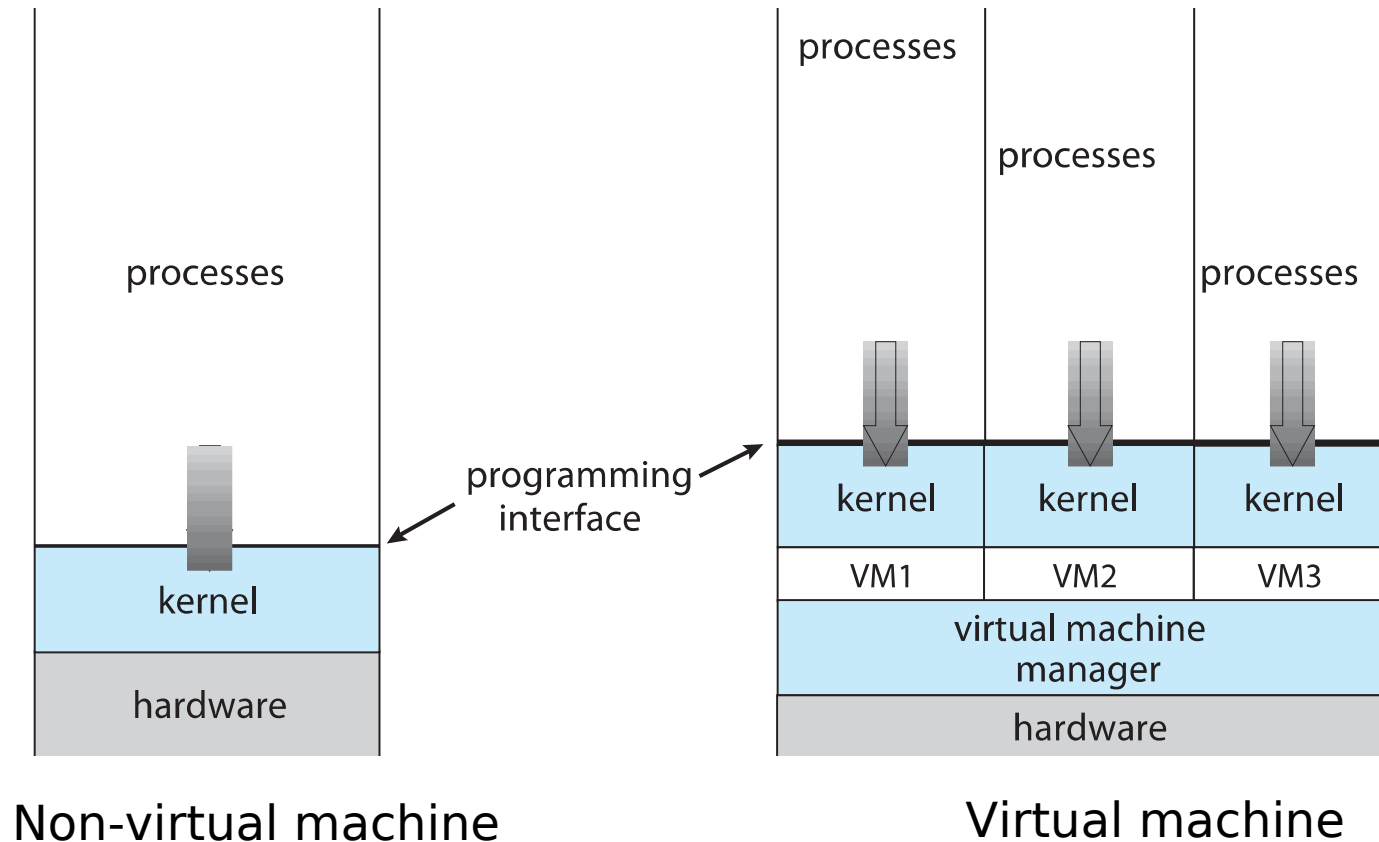 processes
kernel
hardware
Non-virtual machine
programming
interface
processes
processes
processes
kernel
kernel
kernel
VM1
VM2
VM3
virtual machine
manager
hardware
Virtual machine